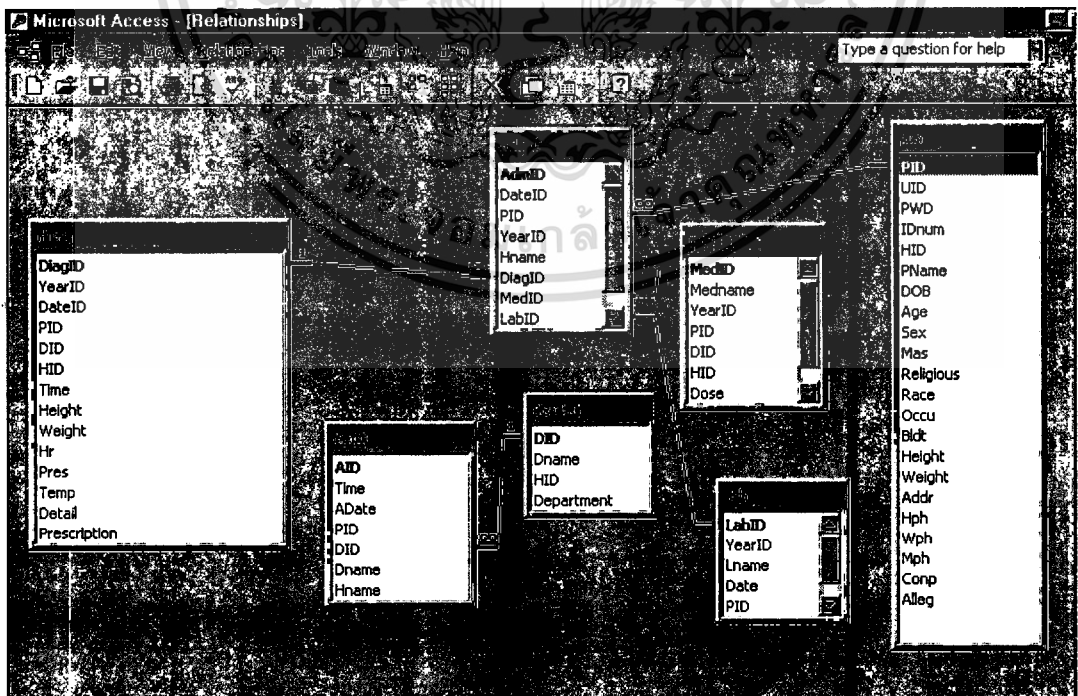 Microsoft Access - [Relationships]
Type a question for help
DiagID
YearID
DateID
PID
DID
HID
Time
Height
Weight
Hr
Pres
Temp
Detail
Prescription
AID
Time
ADate
PID
DID
Dname
Hname
AdmID
DateID
PID
YearID
Hname
DiagID
MedID
LabID
DID
Dname
HID
Department
MedID
Medname
YearID
PID
DID
HID
Dose
LabID
YearID
Lname
Date
PID
PID
UID
PWD
IDnum
HID
PName
DOB
Age
Sex
Mas
Religious
Race
Occu
Bldt
Height
Weight
Addr
Hph
Wph
Mph
Conp
Alleg